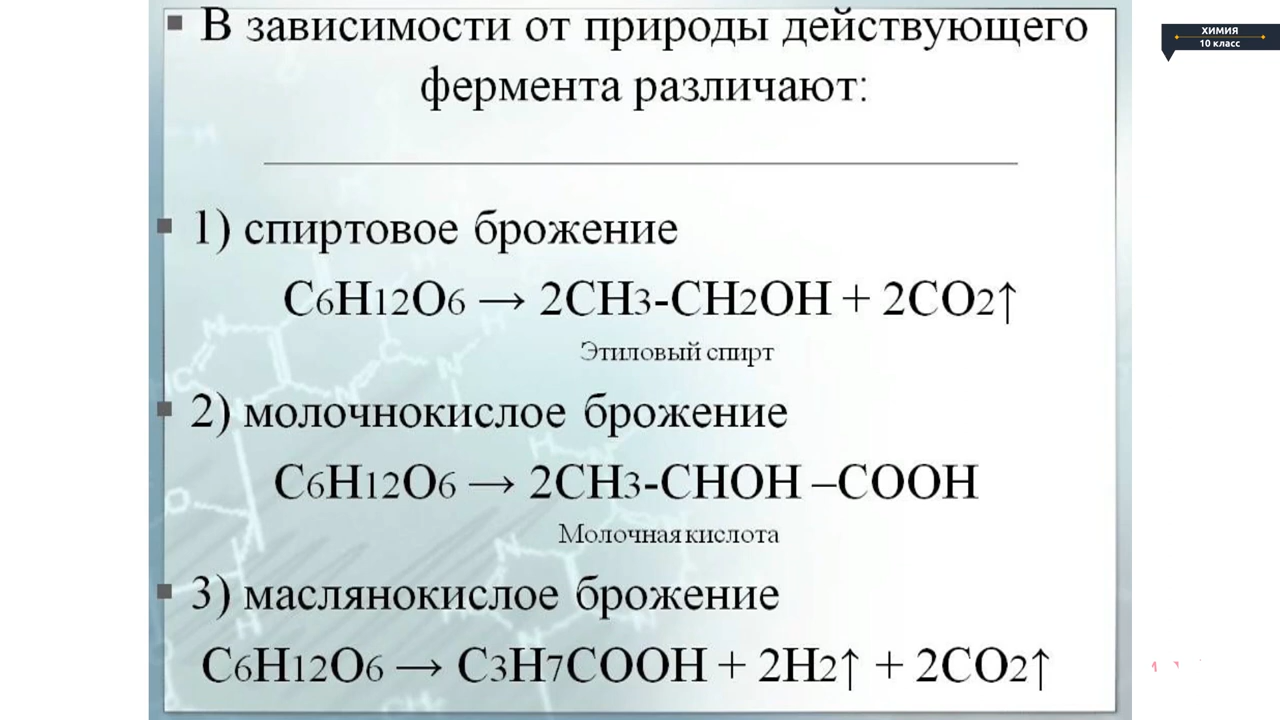 В зависимости от природы действующего
фермента различают:
1) спиртовое брожение
C6H12O6 → 2CH3-CH2OH + 2CO2↑
Этиловый спирт
2) молочнокислое брожение
C6H12O6 → 2CH3-CHOH –COOH
Молочная кислота
3) маслянокислое брожение
C6H12O6 → C3H7COOH + 2H2↑ + 2CO2↑
ХИМИЯ
10 класс